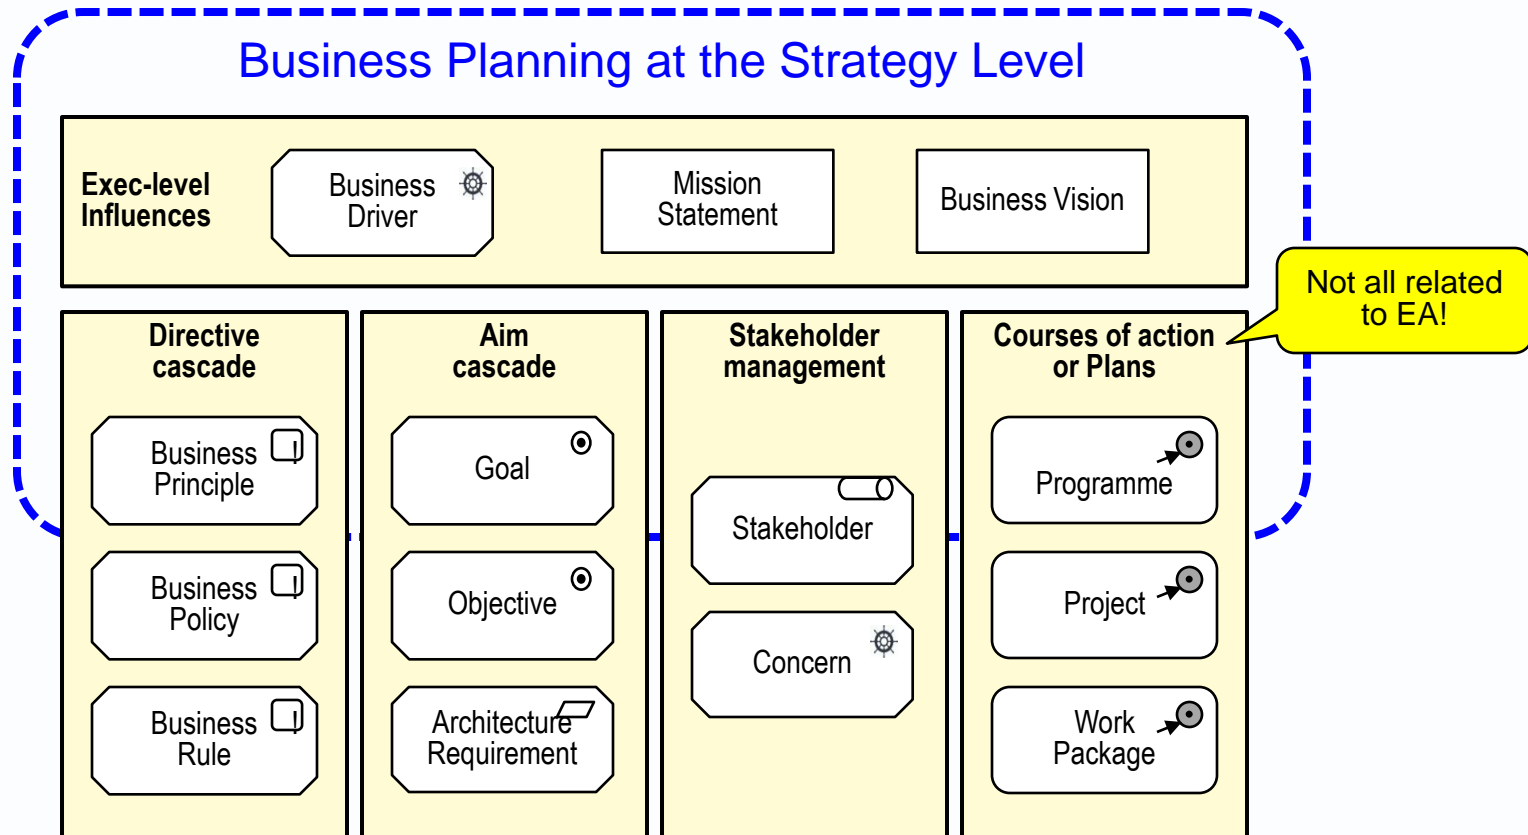 Business Planning at the Strategy Level
Exec-level
Influences
Business
Driver
Mission
Statement
Business Vision
Not all related
to EA!
Directive
cascade
Business
Principle
Business
Policy
Business
Rule
Aim
cascade
Goal
Objective
Architecture
Requirement
Stakeholder
management
Stakeholder
Concern
Courses of action
or Plans
Programme
Project
Work
Package